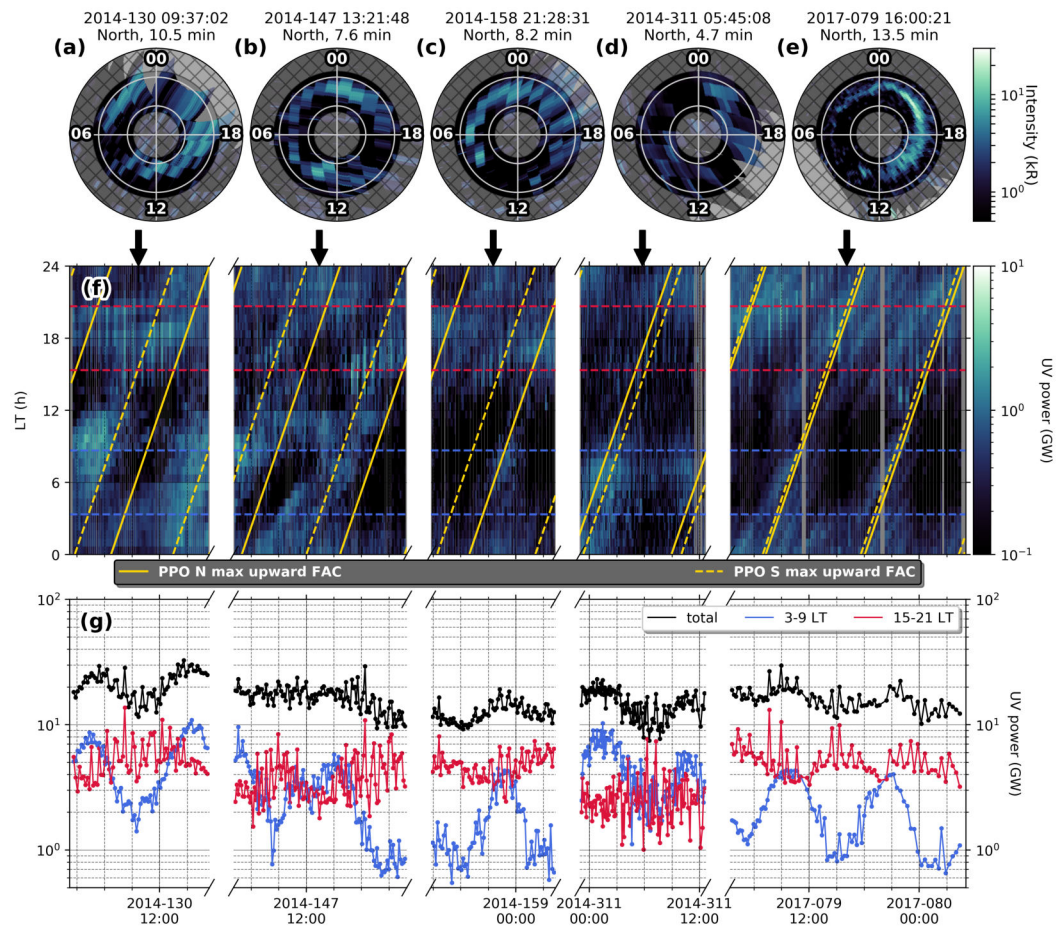 2014-130 09:37:02
North, 10.5 min
2014-147 13:21:48
North, 7.6 min
2014-158 21:28:31
North, 8.2 min
2014-311 05:45:08
North, 4.7 min
2017-079 16:00:21
North, 13.5 min
(a)
(b)
(c)
(d)
(e)
00
00
00
00
00
06
18
06
18
06
18
06
18
06
18
12
12
12
12
12
10¹
10⁰
Intensity (kR)
(f)
24
18
12
6
0
LT (h)
10¹
10⁰
10⁻¹
UV power (GW)
PPO N max upward FAC
PPO S max upward FAC
(g)
total
3-9 LT
15-21 LT
10²
10¹
10⁰
10²
10¹
10⁰
UV power (GW)
2014-130
12:00
2014-147
12:00
2014-159
00:00
2014-311
00:00
2014-311
12:00
2017-079
12:00
2017-080
00:00